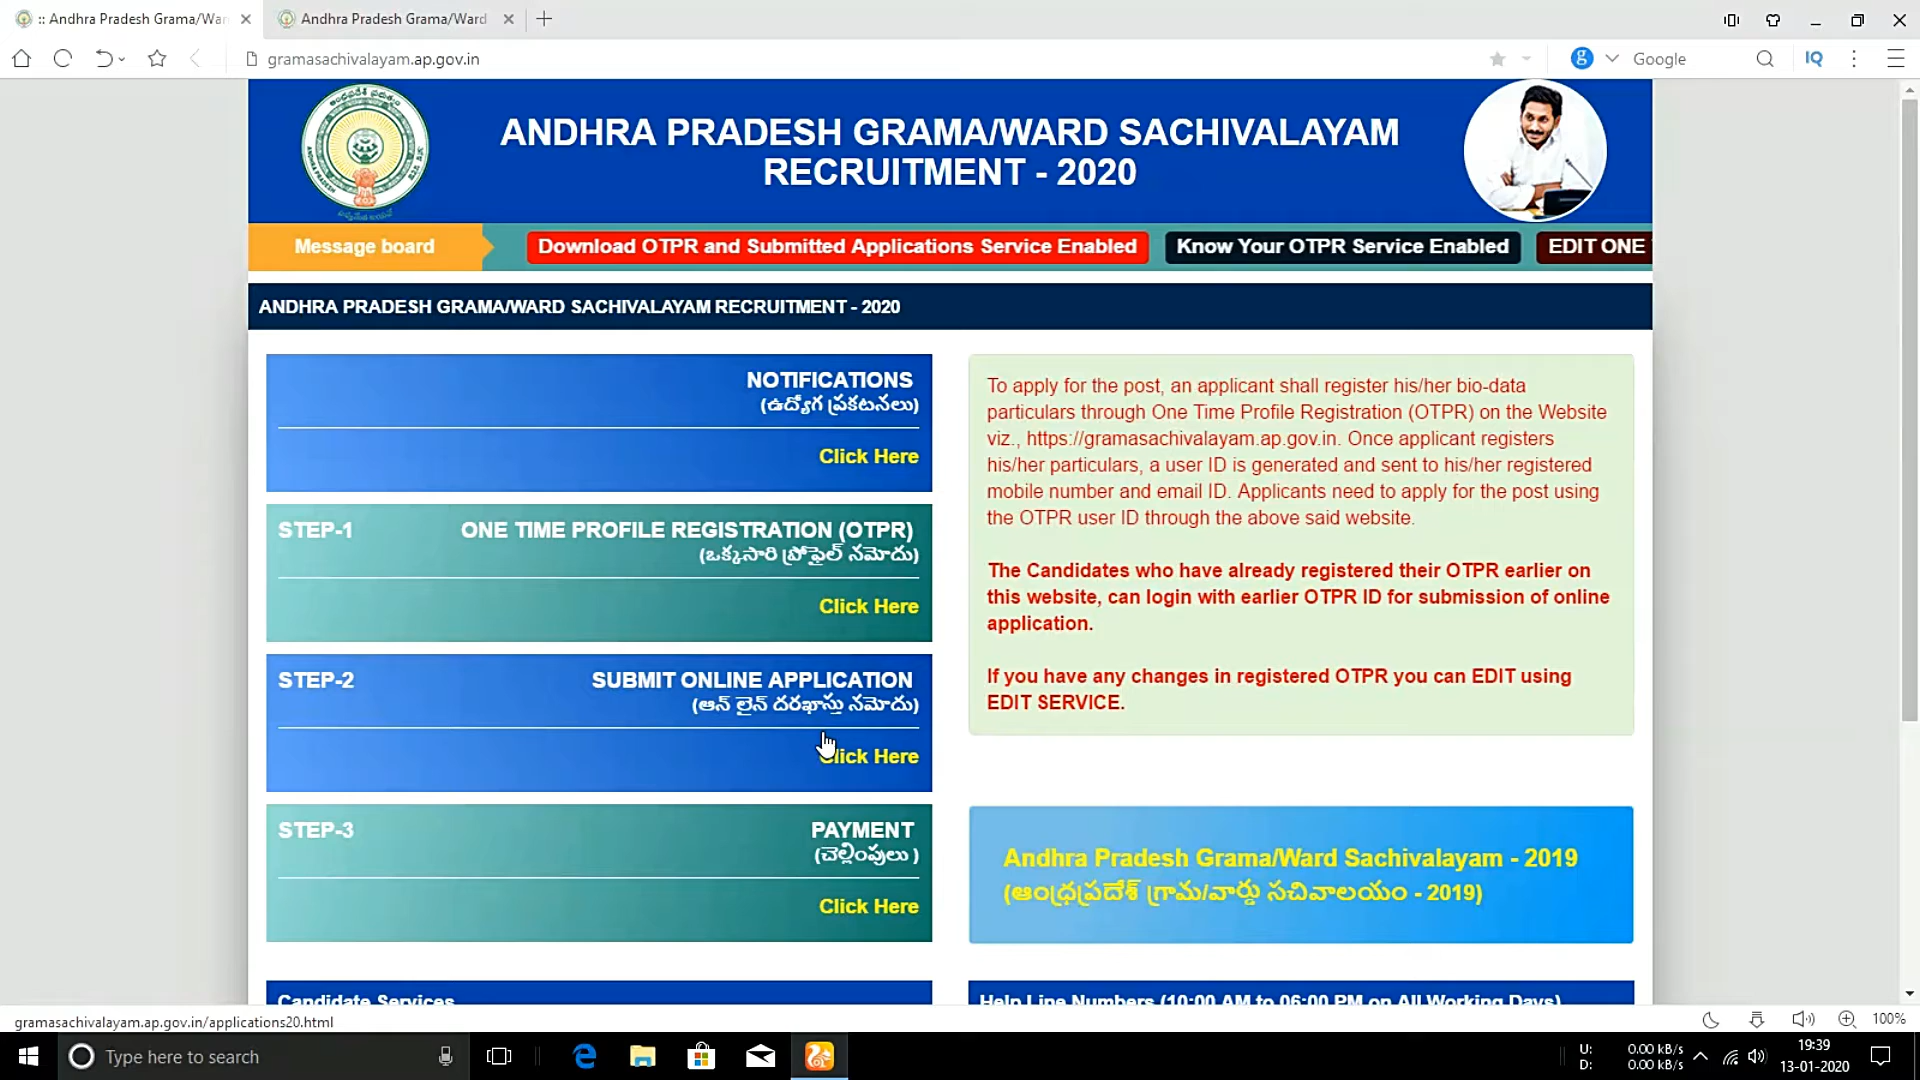 :: Andhra Pradesh Grama/War
Andhra Pradesh Grama/Ward
gramasachivalayam.ap.gov.in
Google
IQ
ANDHRA PRADESH GRAMA/WARD SACHIVALAYAM
RECRUITMENT - 2020
Message board
Download OTPR and Submitted Applications Service Enabled
Know Your OTPR Service Enabled
EDIT ONE
ANDHRA PRADESH GRAMA/WARD SACHIVALAYAM RECRUITMENT - 2020
NOTIFICATIONS
(ఉద్యోగ ప్రకటనలు)
Click Here
STEP-1 ONE TIME PROFILE REGISTRATION (OTPR)
(ఒక్కసారి ప్రోఫైల్ నమోదు)
Click Here
STEP-2 SUBMIT ONLINE APPLICATION
(ఆన్ లైన్ దరఖాస్తు నమోదు)
Click Here
STEP-3 PAYMENT
(చెల్లింపులు )
Click Here
To apply for the post, an applicant shall register his/her bio-data
particulars through One Time Profile Registration (OTPR) on the Website
viz., https://gramasachivalayam.ap.gov.in. Once applicant registers
his/her particulars, a user ID is generated and sent to his/her registered
mobile number and email ID. Applicants need to apply for the post using
the OTPR user ID through the above said website.
The Candidates who have already registered their OTPR earlier on
this website, can login with earlier OTPR ID for submission of online
application.
If you have any changes in registered OTPR you can EDIT using
EDIT SERVICE.
Andhra Pradesh Grama/Ward Sachivalayam - 2019
(ఆంధ్రప్రదేశ్ గ్రామ/వార్డు సచివాలయం - 2019)
Candidate Services
Help Line Numbers (10:00 AM to 06:00 PM on All Working Days)
gramasachivalayam.ap.gov.in/applications20.html
100%
Type here to search
U: 0.00 kB/s
D: 0.00 kB/s
19:39
13-01-2020